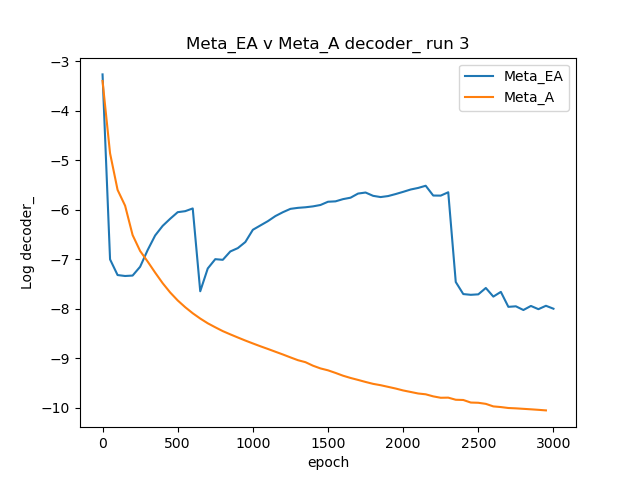 Meta_EA v Meta_A decoder_ run 3
Meta_EA
Meta_A
Log decoder_
−3
−4
−5
−6
−7
−8
−9
−10
0 500 1000 1500 2000 2500 3000
epoch